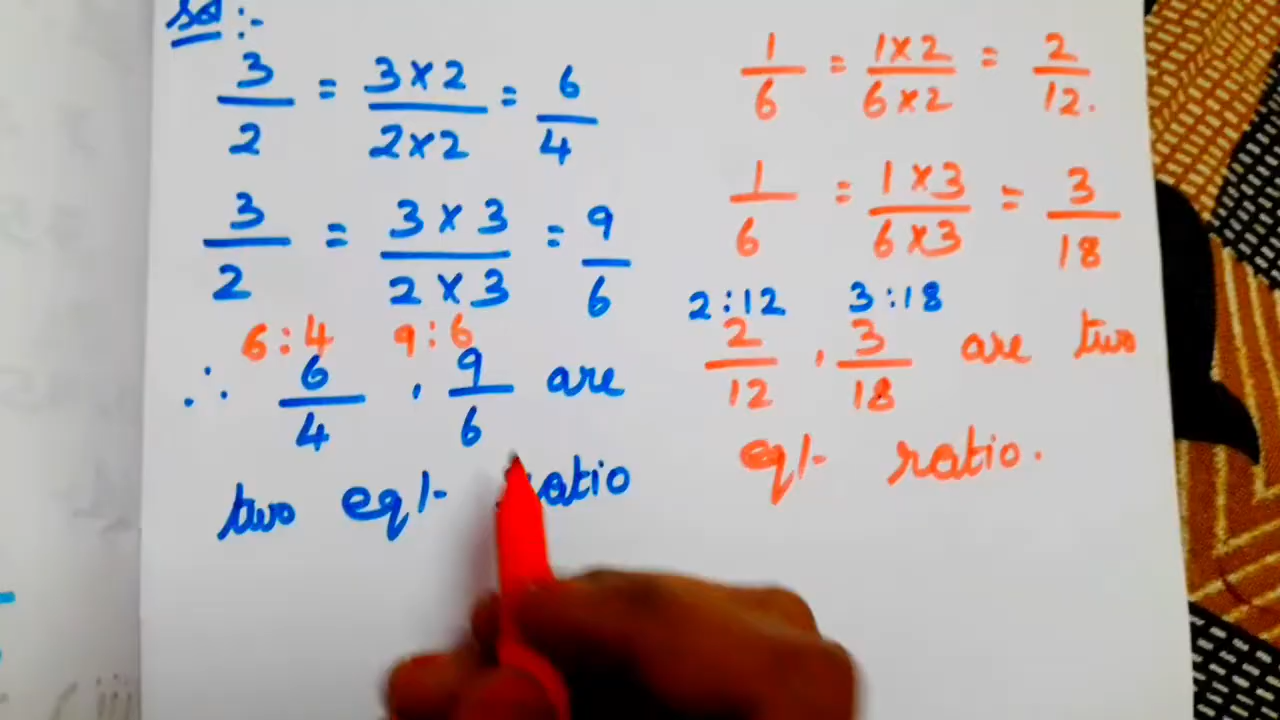 Sol :-
3/2 = 3×2/2×2 = 6/4
3/2 = 3×3/2×3 = 9/6
6:4 9:6
∴ 6/4 , 9/6 are
two eql. ratio
1/6 = 1×2/6×2 = 2/12.
1/6 = 1×3/6×3 = 3/18
2:12 3:18
2/12 , 3/18 are two
eql. ratio.